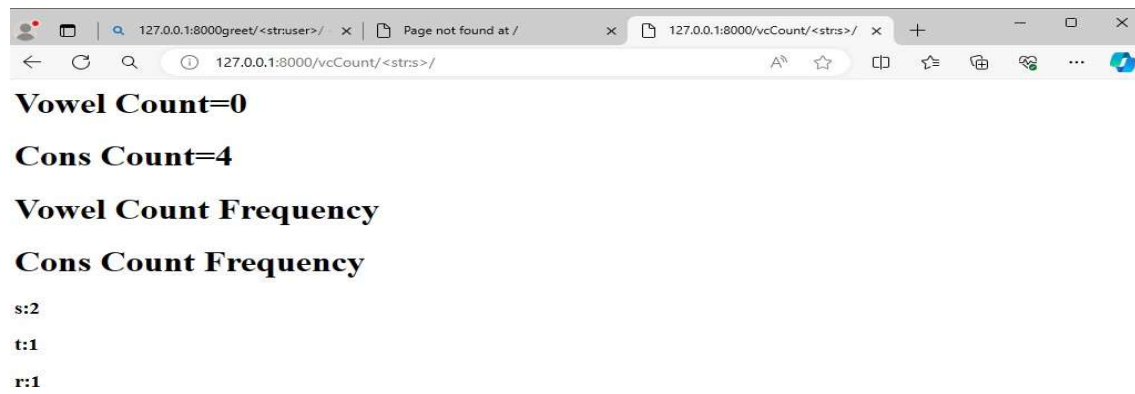 127.0.0.1:8000greet/<str:user>/ Page not found at / 127.0.0.1:8000/vcCount/<str:s>/
127.0.0.1:8000/vcCount/<str:s>/
Vowel Count=0
Cons Count=4
Vowel Count Frequency
Cons Count Frequency
s:2
t:1
r:1